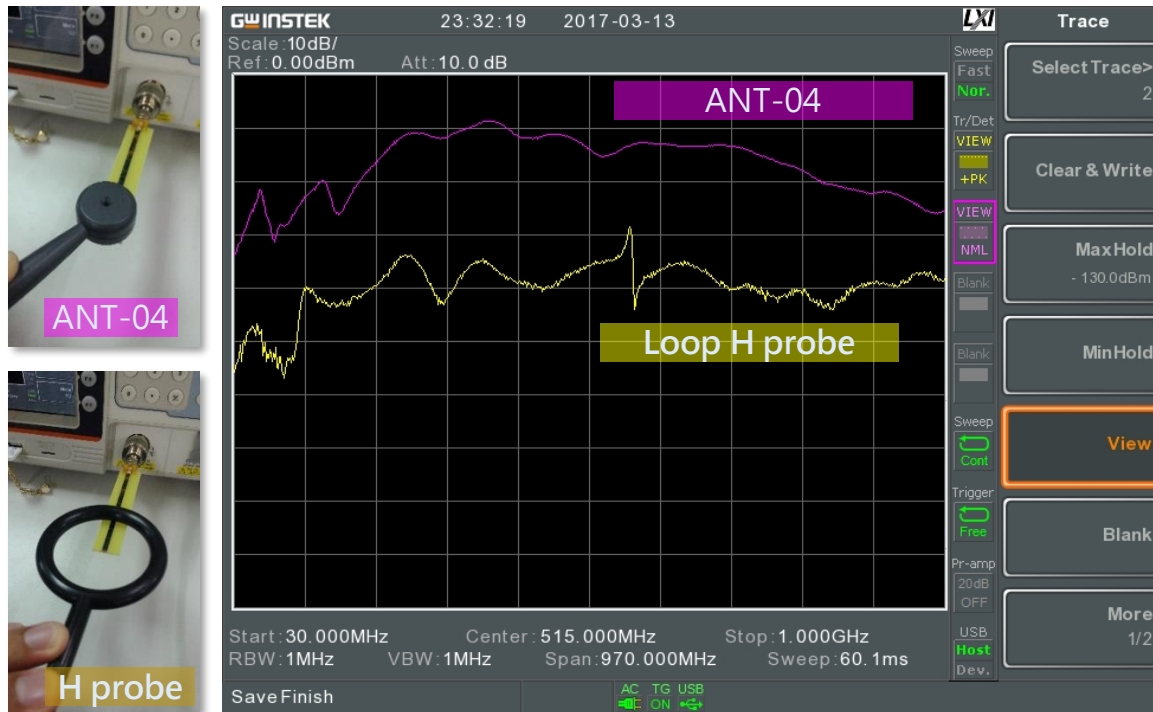 ANT-04
H probe
GW INSTEK 23:32:19 2017-03-13 LXI
Scale:10dB/
Ref:0.00dBm Att:10.0 dB
ANT-04
Loop H probe
Start:30.000MHz Center:515.000MHz Stop:1.000GHz
RBW:1MHz VBW:1MHz Span:970.000MHz Sweep:60.1ms
Save Finish
AC TG USB
ON
Sweep
Fast
Nor.
Tr/Det
VIEW
+PK
VIEW
NML
Blank
Blank
Sweep
Cont
Trigger
Free
Pr-amp
20dB
OFF
USB
Host
Dev.
Trace
Select Trace>
2
Clear & Write
Max Hold
-130.0dBm
Min Hold
View
Blank
More
1/2